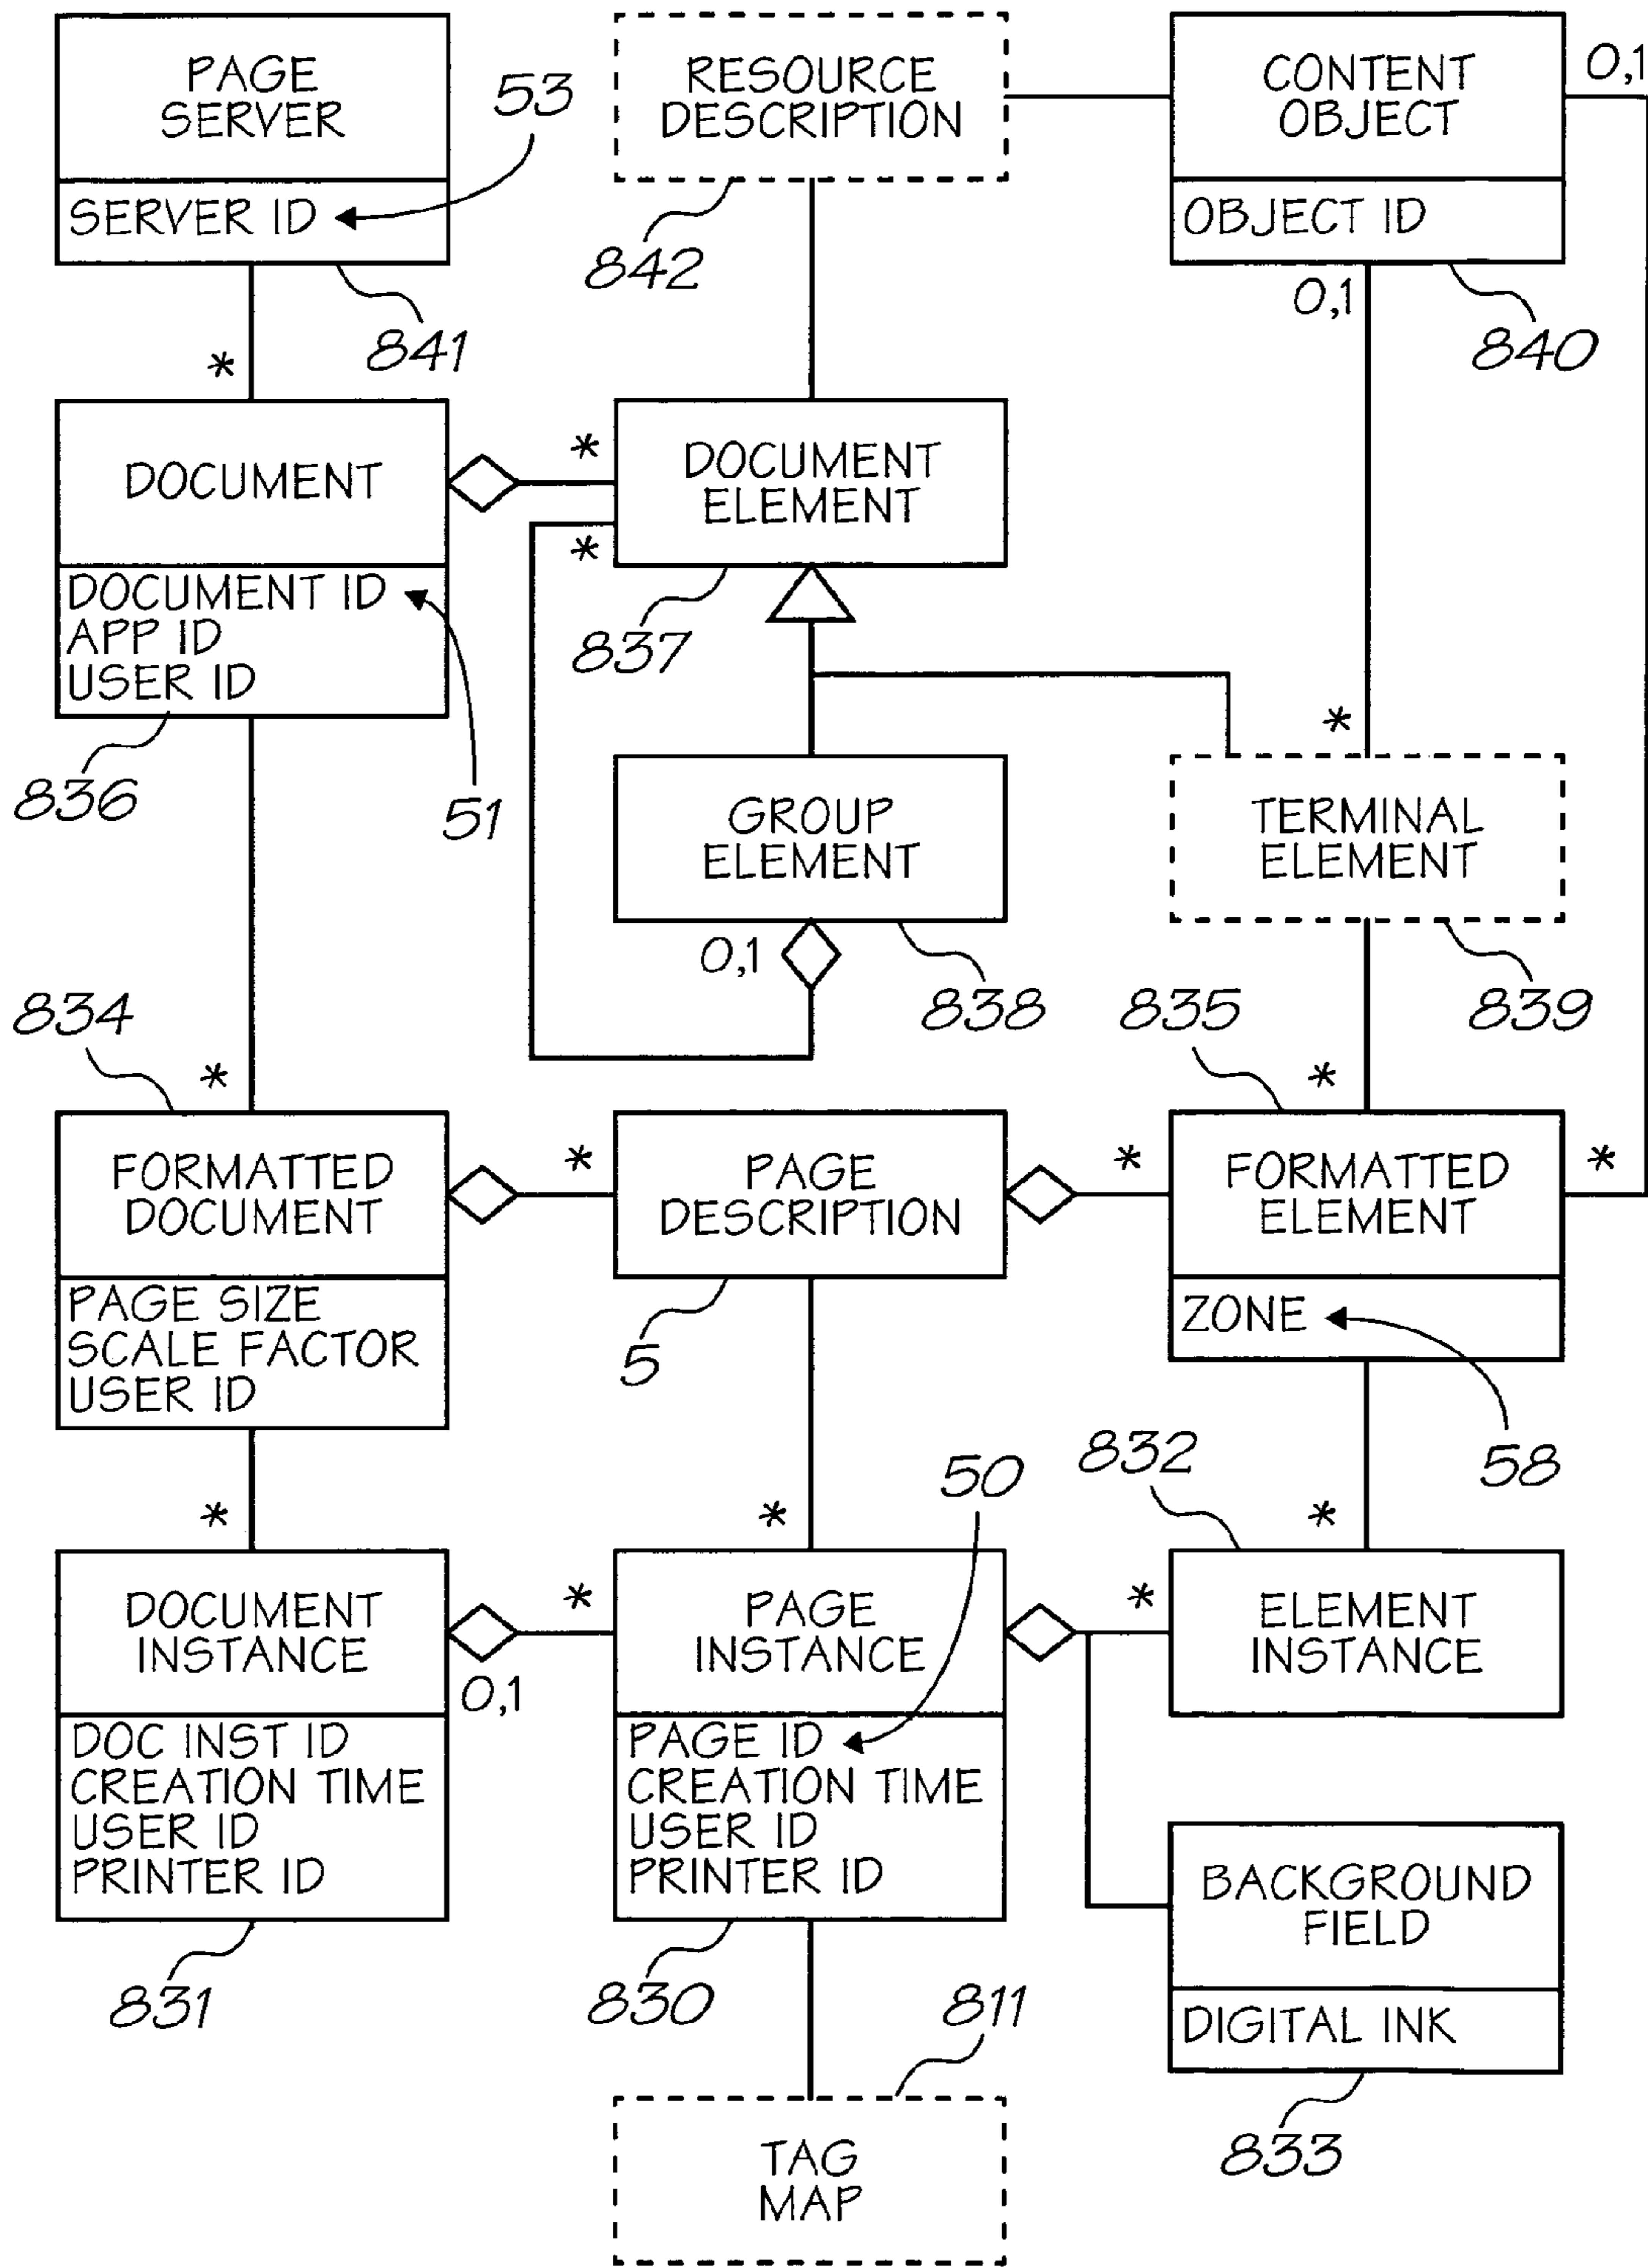 PAGE
SERVER
SERVER ID
53
841
RESOURCE
DESCRIPTION
842
CONTENT
OBJECT
OBJECT ID
0,1
0,1
840
*
DOCUMENT
DOCUMENT ID
APP ID
USER ID
836
51
*
*
DOCUMENT
ELEMENT
837
GROUP
ELEMENT
0,1
838
*
TERMINAL
ELEMENT
839
834
*
FORMATTED
DOCUMENT
PAGE SIZE
SCALE FACTOR
USER ID
*
PAGE
DESCRIPTION
5
835
*
*
*
FORMATTED
ELEMENT
ZONE
58
*
DOCUMENT
INSTANCE
DOC INST ID
CREATION TIME
USER ID
PRINTER ID
831
0,1
*
*
50
PAGE
INSTANCE
PAGE ID
CREATION TIME
USER ID
PRINTER ID
830
832
*
*
ELEMENT
INSTANCE
BACKGROUND
FIELD
DIGITAL INK
833
811
TAG
MAP